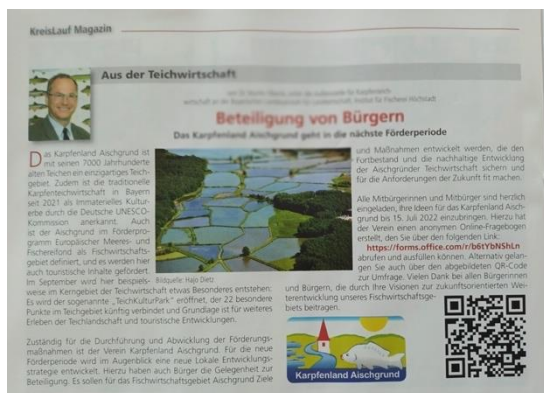 KreisLauf Magazin
Aus der Teichwirtschaft
Beteiligung von Bürgern
Das Karpfenland Aischgrund geht in die nächste Förderperiode
Das Karpfenland Aischgrund ist
mit seinen 7000 Jahrhunderte
alten Teichen ein einzigartiges Teich-
gebiet. Zudem ist die traditionelle
Karpfenteichwirtschaft in Bayern
seit 2021 als Immaterielles Kultur-
erbe durch die Deutsche UNESCO-
Kommission anerkannt. Auch
ist der Aischgrund im Förderpro-
gramm Europäischer Meeres- und
Fischereifond als Fischwirtschafts-
gebiet definiert, und es werden hier
auch touristische Inhalte gefördert.
Im September wird hier beispiels-
weise im Kerngebiet der Teichwirtschaft etwas Besonderes entstehen:
Es wird der sogenannte „TeichKulturPark" eröffnet, der 22 besondere
Punkte im Teichgebiet künftig verbindet und Grundlage ist für weiteres
Erleben der Teichlandschaft und touristische Entwicklungen.
Zuständig für die Durchführung und Abwicklung der Förderungs-
maßnahmen ist der Verein Karpfenland Aischgrund. Für die neue
Förderperiode wird im Augenblick eine neue Lokale Entwicklungs-
strategie entwickelt. Hierzu haben auch Bürger die Gelegenheit zur
Beteiligung. Es sollen für das Fischwirtschaftsgebiet Aischgrund Ziele
Bildquelle: Hajo Dietz
und Maßnahmen entwickelt werden, die den
Fortbestand und die nachhaltige Entwicklung
der Aischgründer Teichwirtschaft sichern und
für die Anforderungen der Zukunft fit machen.
Alle Mitbürgerinnen und Mitbürger sind herzlich
eingeladen, ihre Ideen für das Karpfenland Aisch-
grund bis 15. Juli 2022 einzubringen. Hierzu hat
der Verein einen anonymen Online-Fragebogen
erstellt, den Sie über den folgenden Link:
https://forms.office.com/r/b6tYbNShLn
abrufen und ausfüllen können. Alternativ gelan-
gen Sie auch über den abgebildeten QR-Code
zur Umfrage. Vielen Dank bei allen Bürgerinnen
und Bürgern, die durch Ihre Visionen zur zukunftsorientierten Wei-
terentwicklung unseres Fischwirtschaftsge-
biets beitragen.
Karpfenland Aischgrund